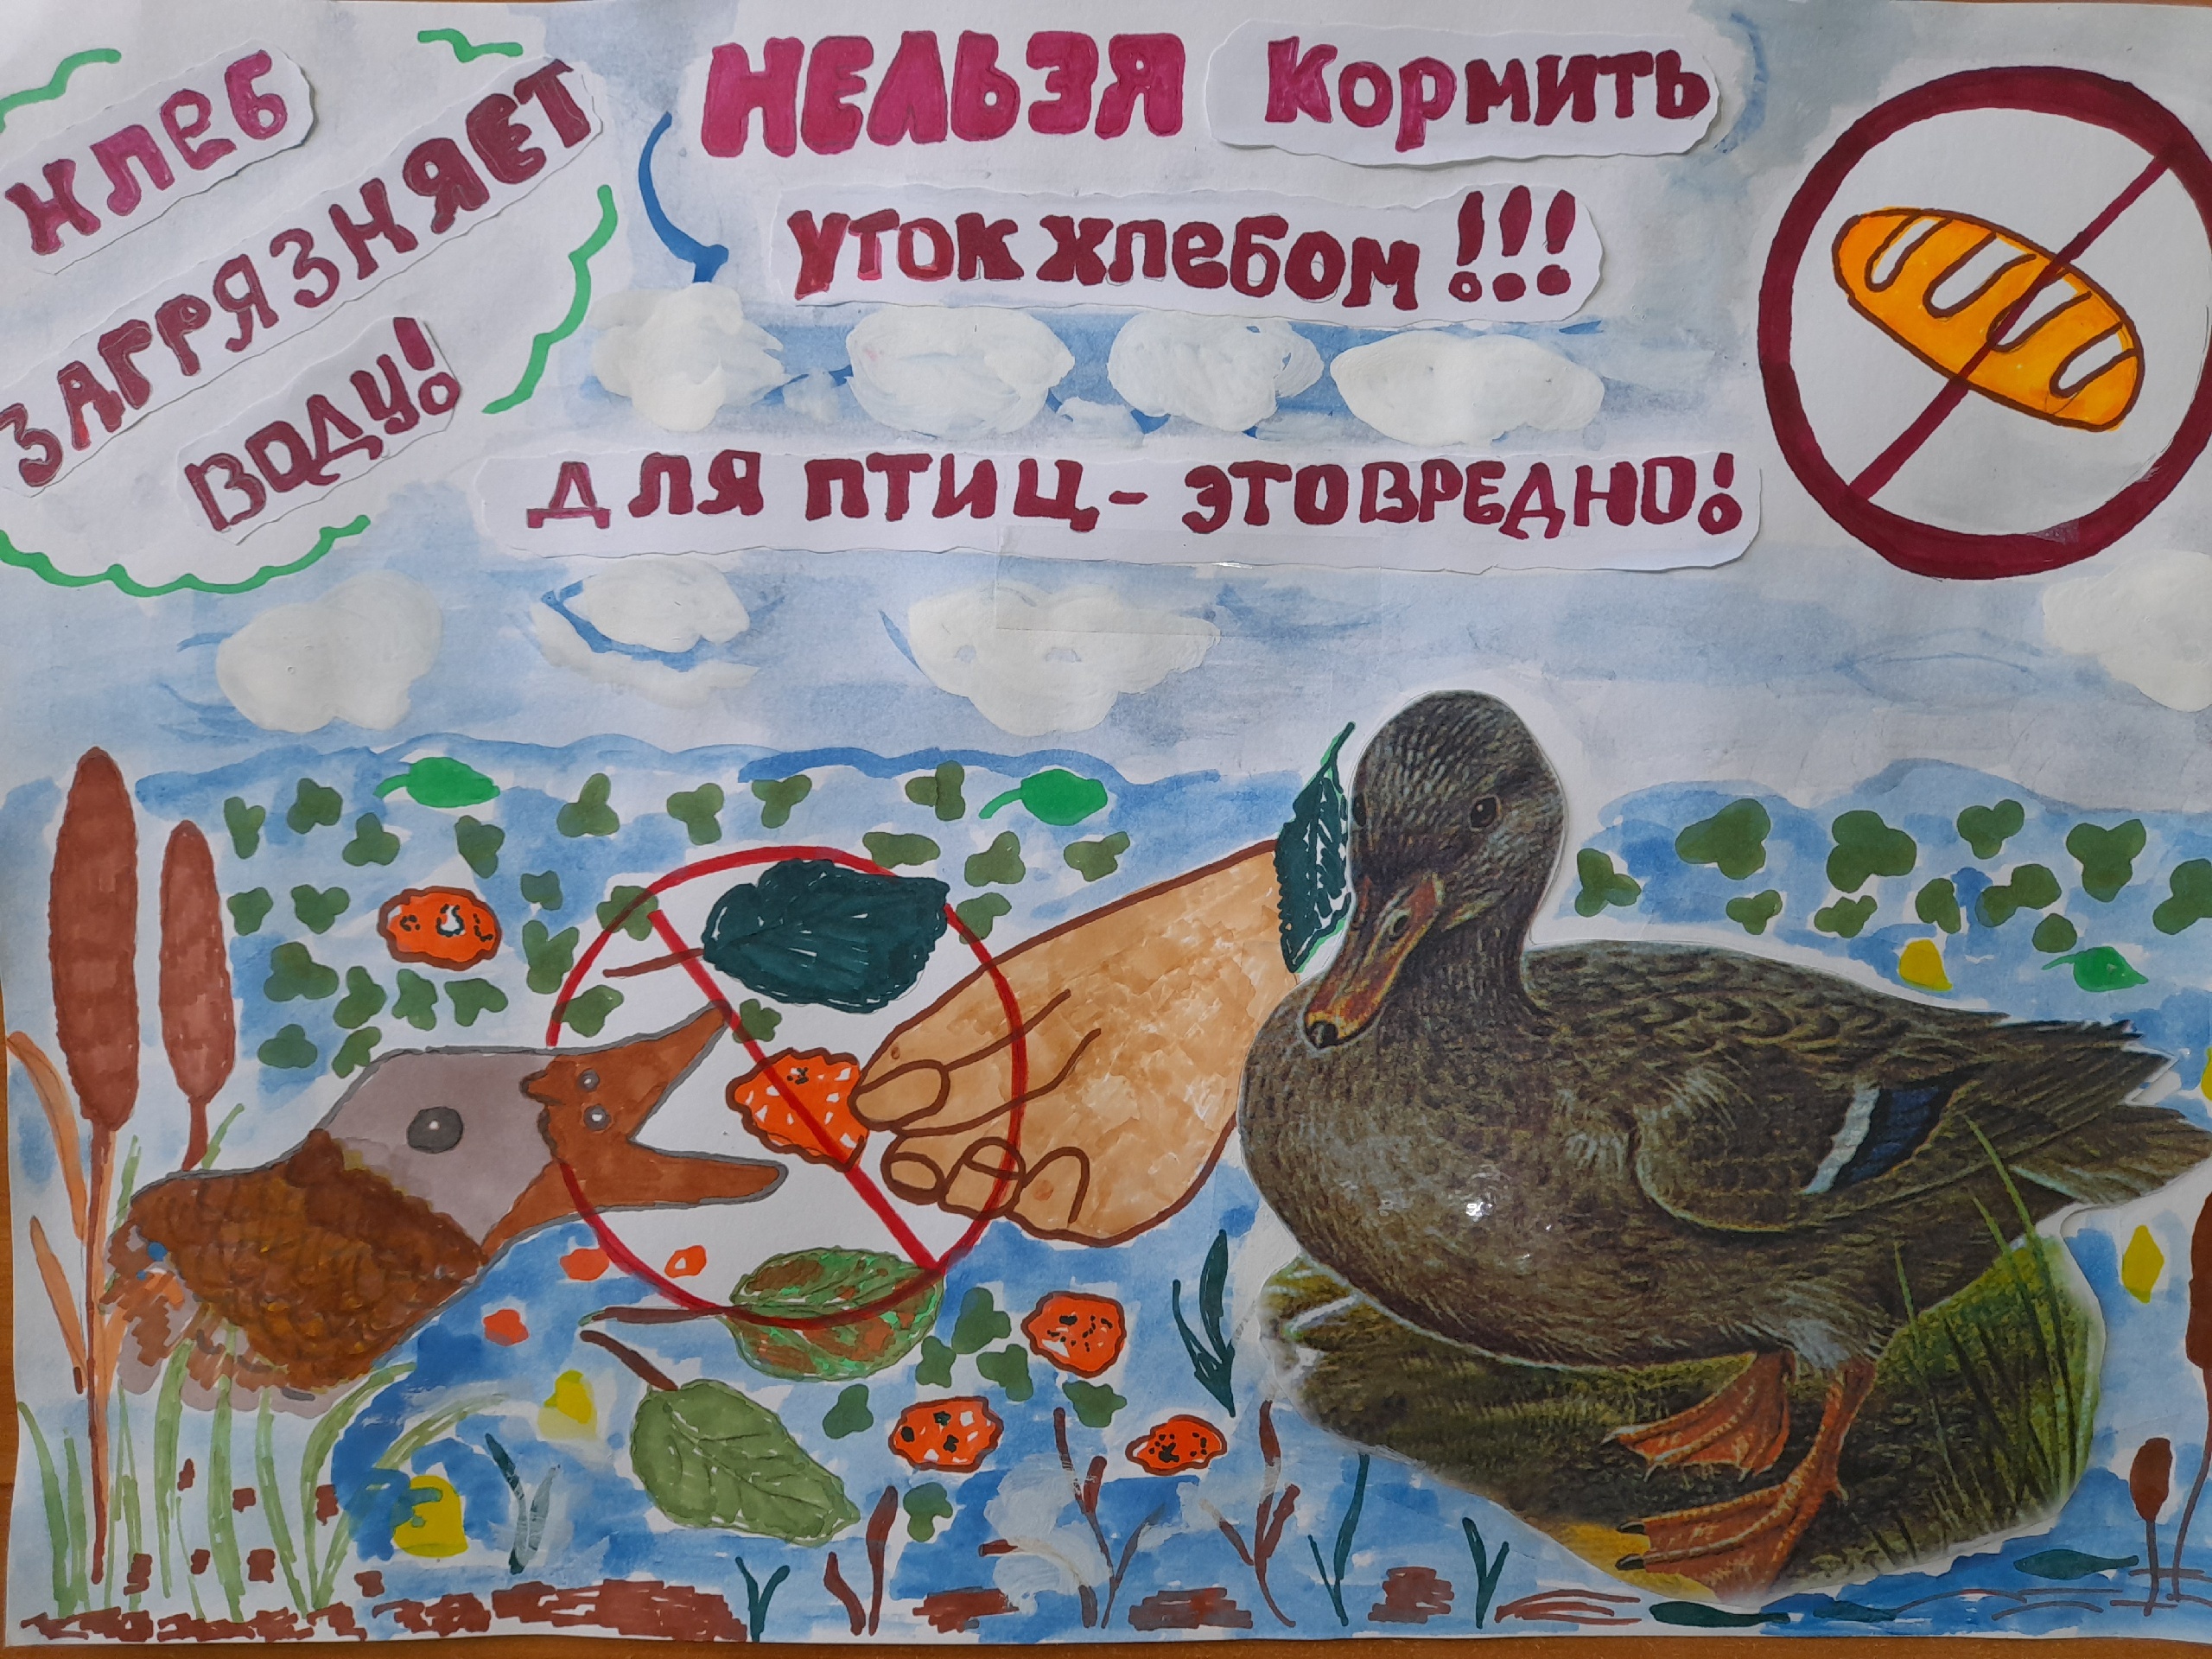 ХЛЕБ
ЗАГРЯЗНЯЕТ
ВОДУ!
НЕЛЬЗЯ КОРМИТЬ
УТОК ХЛЕБОМ!!!
ДЛЯ ПТИЦ- ЭТО ВРЕДНО!